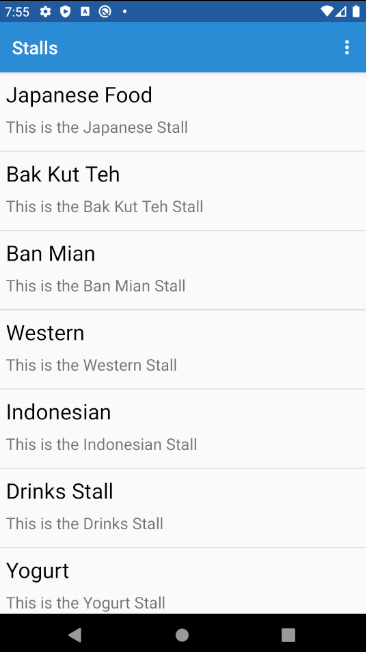 7:55
Stalls
Japanese Food
This is the Japanese Stall
Bak Kut Teh
This is the Bak Kut Teh Stall
Ban Mian
This is the Ban Mian Stall
Western
This is the Western Stall
Indonesian
This is the Indonesian Stall
Drinks Stall
This is the Drinks Stall
Yogurt
This is the Yogurt Stall